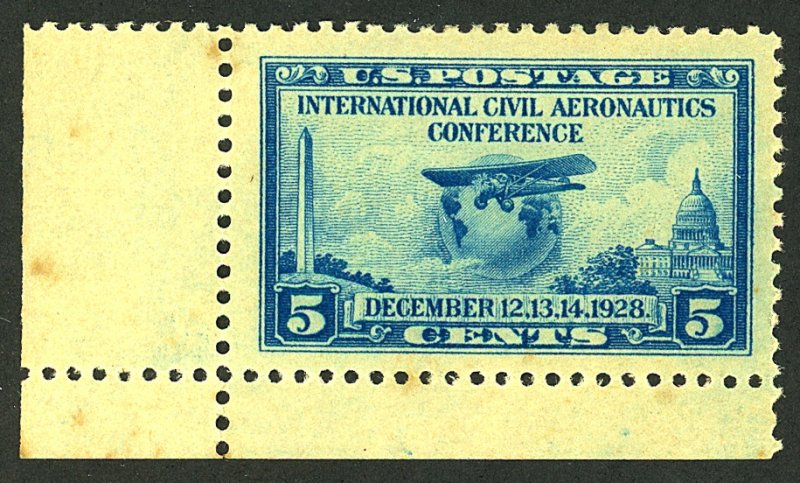 U.S. POSTAGE
INTERNATIONAL CIVIL AERONAUTICS
CONFERENCE
5 DECEMBER 12,13,14,1928. 5
CENTS